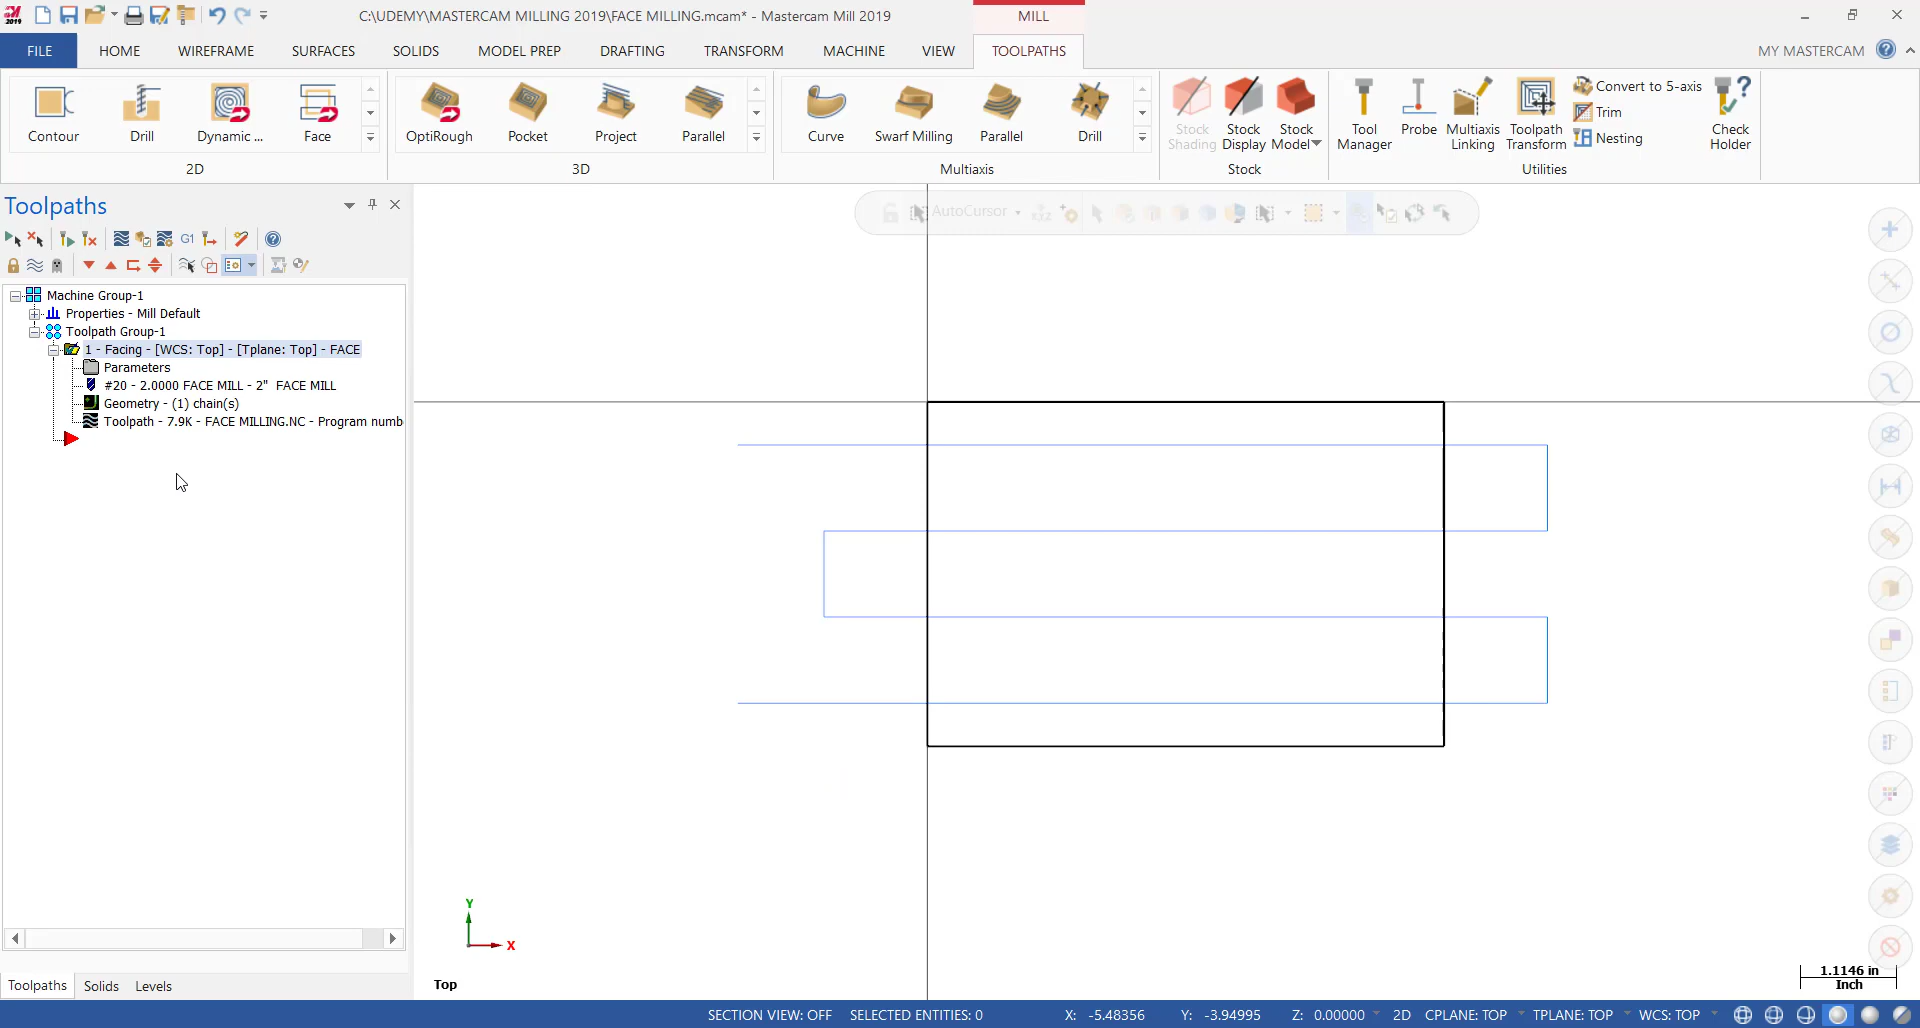 2019
C:\UDEMY\MASTERCAM MILLING 2019\FACE MILLING.mcam* - Mastercam Mill 2019
MILL
FILE HOME WIREFRAME SURFACES SOLIDS MODEL PREP DRAFTING TRANSFORM MACHINE VIEW TOOLPATHS MY MASTERCAM
Contour Drill Dynamic ... Face OptiRough Pocket Project Parallel Curve Swarf Milling Parallel Drill
Stock Shading Stock Display Stock Model Tool Manager Probe Multiaxis Linking Toolpath Transform Convert to 5-axis Trim Nesting Check Holder
2D 3D Multiaxis Stock Utilities
Toolpaths
AutoCursor
G1
Machine Group-1
Properties - Mill Default
Toolpath Group-1
1 - Facing - [WCS: Top] - [Tplane: Top] - FACE
Parameters
#20 - 2.0000 FACE MILL - 2" FACE MILL
Geometry - (1) chain(s)
Toolpath - 7.9K - FACE MILLING.NC - Program numb
Y
X
Top
1.1146 in
Inch
Toolpaths Solids Levels
SECTION VIEW: OFF SELECTED ENTITIES: 0 X: -5.48356 Y: -3.94995 Z: 0.00000 2D CPLANE: TOP TPLANE: TOP WCS: TOP